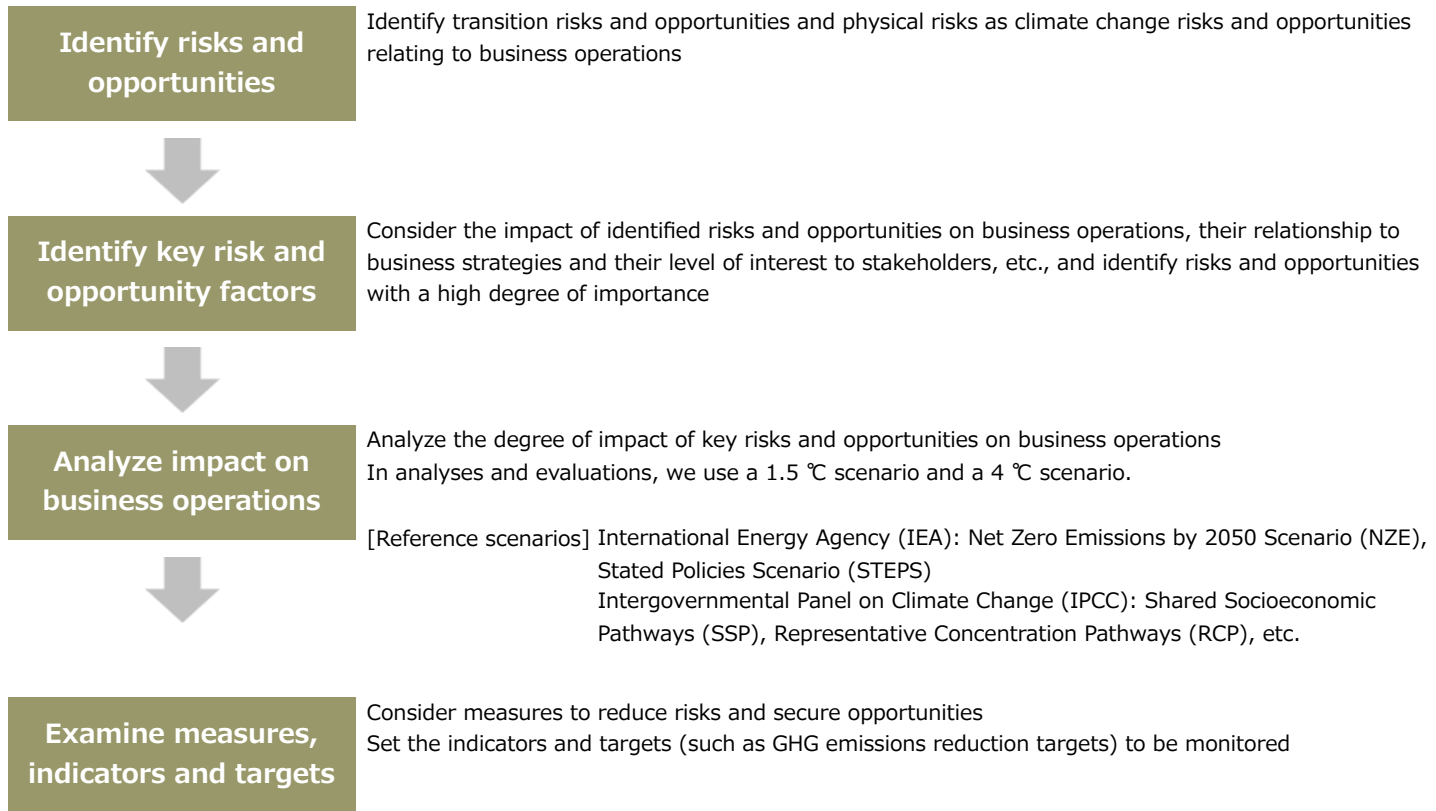 Identify risks and
opportunities
Identify transition risks and opportunities and physical risks as climate change risks and opportunities
relating to business operations
Identify key risk and
opportunity factors
Consider the impact of identified risks and opportunities on business operations, their relationship to
business strategies and their level of interest to stakeholders, etc., and identify risks and opportunities
with a high degree of importance
Analyze impact on
business operations
Analyze the degree of impact of key risks and opportunities on business operations
In analyses and evaluations, we use a 1.5 ℃ scenario and a 4 ℃ scenario.
[Reference scenarios] International Energy Agency (IEA): Net Zero Emissions by 2050 Scenario (NZE),
Stated Policies Scenario (STEPS)
Intergovernmental Panel on Climate Change (IPCC): Shared Socioeconomic
Pathways (SSP), Representative Concentration Pathways (RCP), etc.
Examine measures,
indicators and targets
Consider measures to reduce risks and secure opportunities
Set the indicators and targets (such as GHG emissions reduction targets) to be monitored